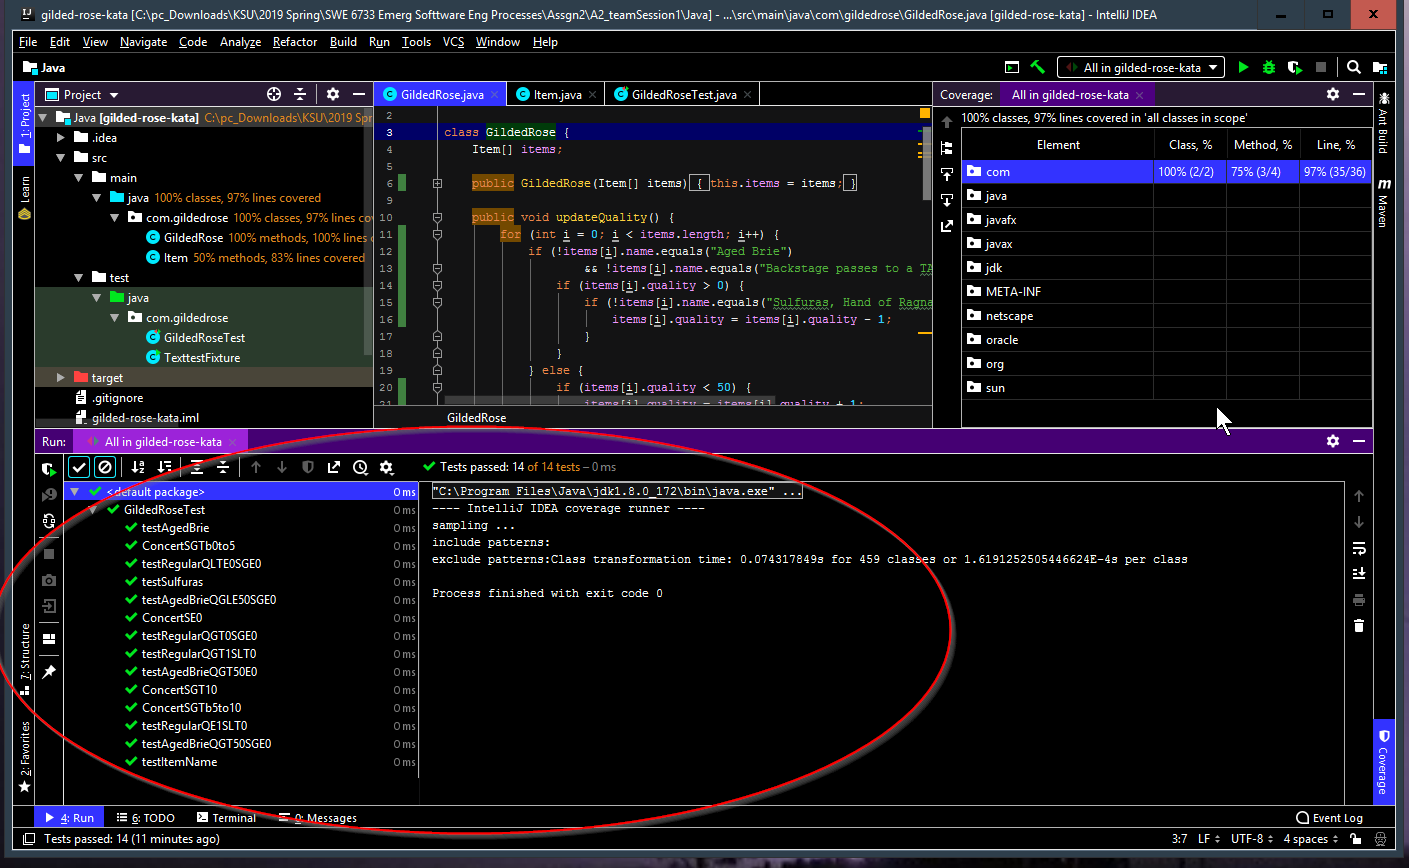 gilded-rose-kata [C:\pc_Downloads\KSU\2019 Spring\SWE 6733 Emerg Softtware Eng Processes\Assgn2\A2_teamSession1\Java] - ...\src\main\java\com\gildedrose\GildedRose.java [gilded-rose-kata] - IntelliJ IDEA
File Edit View Navigate Code Analyze Refactor Build Run Tools VCS Window Help
Java
All in gilded-rose-kata
1: Project
Learn
Project
Java [gilded-rose-kata] C:\pc_Downloads\KSU\2019 Spr
.idea
src
main
java 100% classes, 97% lines covered
com.gildedrose 100% classes, 97% lines co
GildedRose 100% methods, 100% lines c
Item 50% methods, 83% lines covered
test
java
com.gildedrose
GildedRoseTest
TexttestFixture
target
.gitignore
gilded-rose-kata.iml
GildedRose.java Item.java GildedRoseTest.java
2
3 class GildedRose {
4 Item[] items;
5
6 public GildedRose(Item[] items) { this.items = items; }
9
10 public void updateQuality() {
11 for (int i = 0; i < items.length; i++) {
12 if (!items[i].name.equals("Aged Brie")
13 && !items[i].name.equals("Backstage passes to a TA
14 if (items[i].quality > 0) {
15 if (!items[i].name.equals("Sulfuras, Hand of Ragna
16 items[i].quality = items[i].quality - 1;
17 }
18 }
19 } else {
20 if (items[i].quality < 50) {
21 items[i].quality = items[i].quality + 1;
GildedRose
Coverage: All in gilded-rose-kata
100% classes, 97% lines covered in 'all classes in scope'
Element Class, % Method, % Line, %
com 100% (2/2) 75% (3/4) 97% (35/36)
java
javafx
javax
jdk
META-INF
netscape
oracle
org
sun
Ant Build
Maven
Run: All in gilded-rose-kata
Tests passed: 14 of 14 tests – 0 ms
<default package> 0 ms
GildedRoseTest 0 ms
testAgedBrie 0 ms
ConcertSGTb0to5 0 ms
testRegularQLTE0SGE0 0 ms
testSulfuras 0 ms
testAgedBrieQGLE50SGE0 0 ms
ConcertSE0 0 ms
testRegularQGT0SGE0 0 ms
testRegularQGT1SLT0 0 ms
testAgedBrieQGT50E0 0 ms
ConcertSGT10 0 ms
ConcertSGTb5to10 0 ms
testRegularQE1SLT0 0 ms
testAgedBrieQGT50SGE0 0 ms
testItemName 0 ms
"C:\Program Files\Java\jdk1.8.0_172\bin\java.exe" ...
---- IntelliJ IDEA coverage runner ----
sampling ...
include patterns:
exclude patterns:Class transformation time: 0.074317849s for 459 classes or 1.6191252505446624E-4s per class
Process finished with exit code 0
7: Structure
2: Favorites
Coverage
4: Run 6: TODO Terminal 0: Messages Event Log
Tests passed: 14 (11 minutes ago) 3:7 LF UTF-8 4 spaces